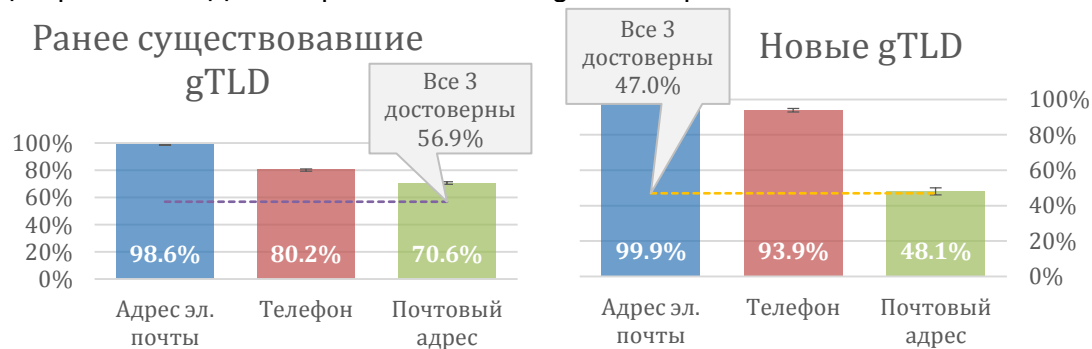 Ранее существовавшие
gTLD
Все 3
достоверны
56.9%
100%
80%
60%
40%
20%
0%
98.6%
80.2%
70.6%
Адрес эл.
почты
Телефон
Почтовый
адрес
Все 3
достоверны
47.0%
Новые gTLD
100%
80%
60%
40%
20%
0%
99.9%
93.9%
48.1%
Адрес эл.
почты
Телефон
Почтовый
адрес